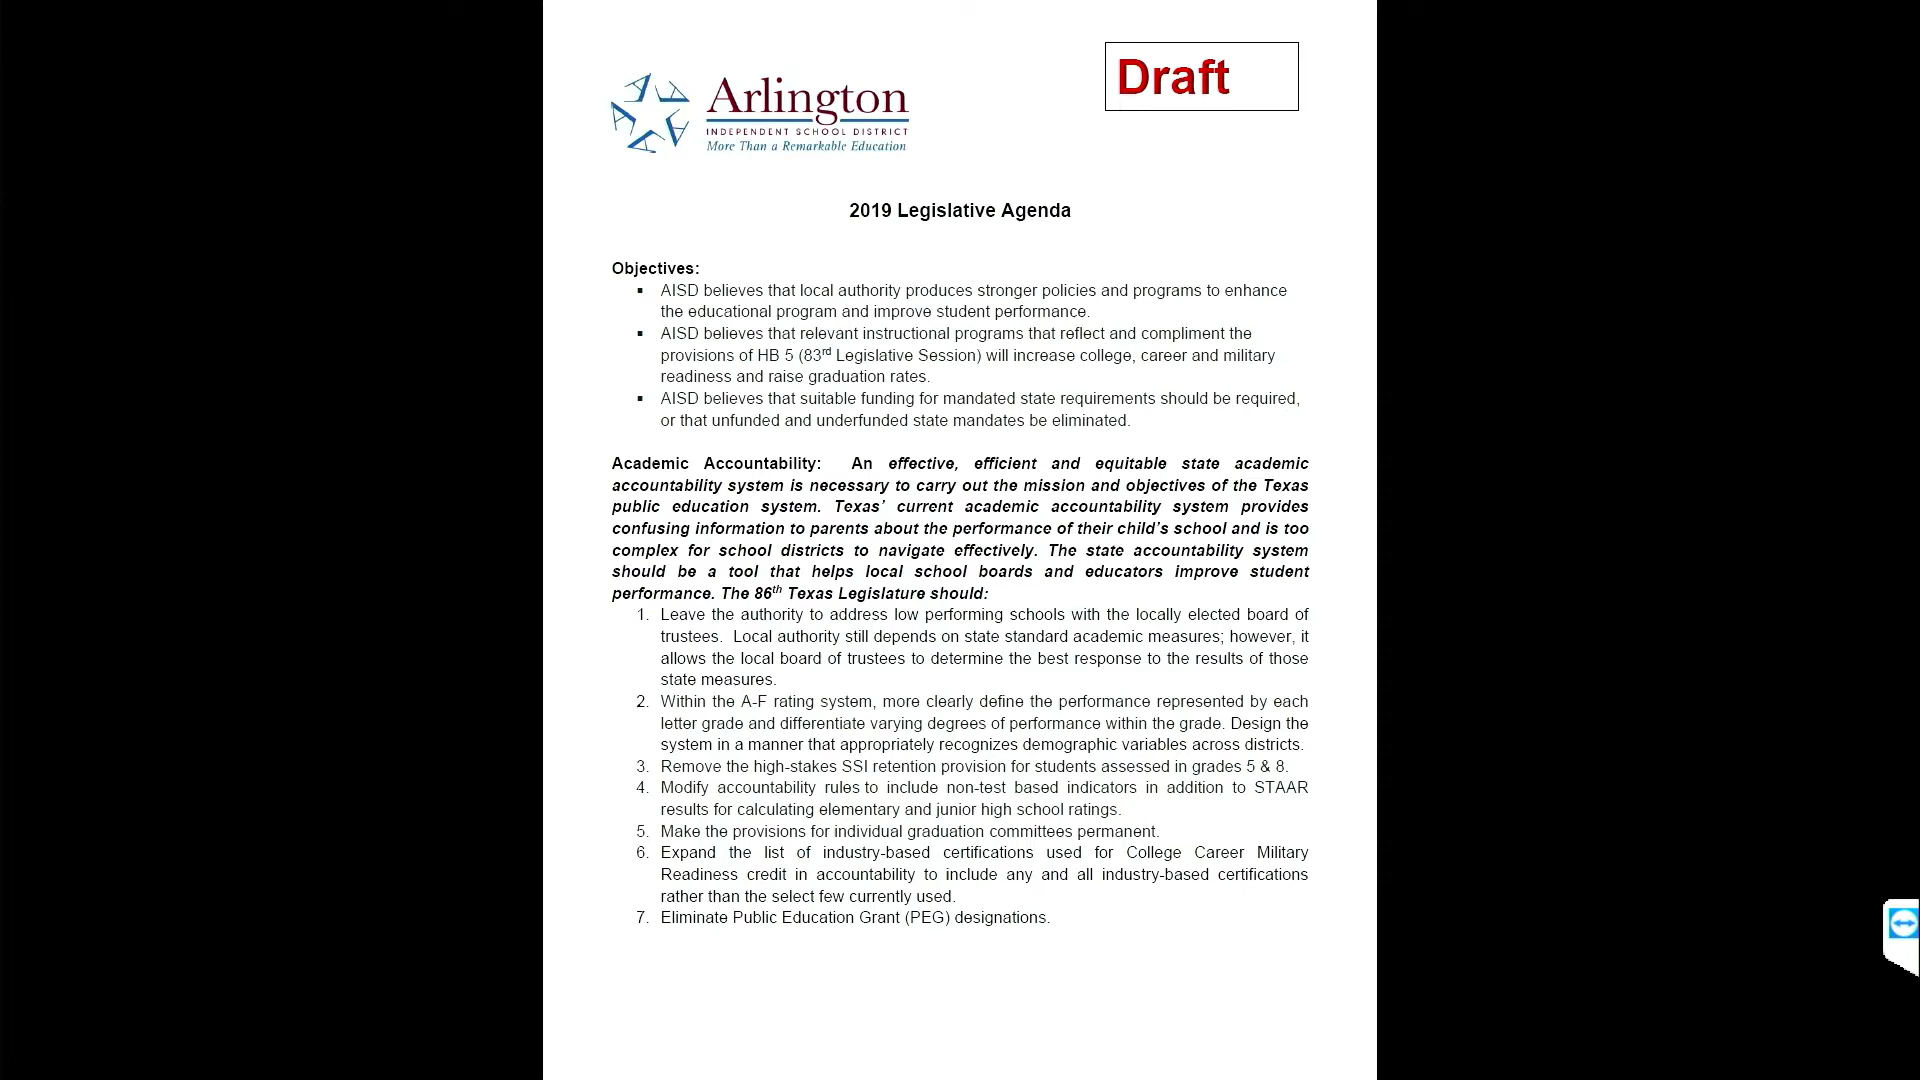 Draft
Arlington
INDEPENDENT SCHOOL DISTRICT
More Than a Remarkable Education
2019 Legislative Agenda
Objectives:
▪ AISD believes that local authority produces stronger policies and programs to enhance
the educational program and improve student performance.
▪ AISD believes that relevant instructional programs that reflect and compliment the
provisions of HB 5 (83rd Legislative Session) will increase college, career and military
readiness and raise graduation rates.
▪ AISD believes that suitable funding for mandated state requirements should be required,
or that unfunded and underfunded state mandates be eliminated.
Academic Accountability: An effective, efficient and equitable state academic
accountability system is necessary to carry out the mission and objectives of the Texas
public education system. Texas’ current academic accountability system provides
confusing information to parents about the performance of their child’s school and is too
complex for school districts to navigate effectively. The state accountability system
should be a tool that helps local school boards and educators improve student
performance. The 86th Texas Legislature should:
1. Leave the authority to address low performing schools with the locally elected board of
trustees. Local authority still depends on state standard academic measures; however, it
allows the local board of trustees to determine the best response to the results of those
state measures.
2. Within the A-F rating system, more clearly define the performance represented by each
letter grade and differentiate varying degrees of performance within the grade. Design the
system in a manner that appropriately recognizes demographic variables across districts.
3. Remove the high-stakes SSI retention provision for students assessed in grades 5 & 8.
4. Modify accountability rules to include non-test based indicators in addition to STAAR
results for calculating elementary and junior high school ratings.
5. Make the provisions for individual graduation committees permanent.
6. Expand the list of industry-based certifications used for College Career Military
Readiness credit in accountability to include any and all industry-based certifications
rather than the select few currently used.
7. Eliminate Public Education Grant (PEG) designations.